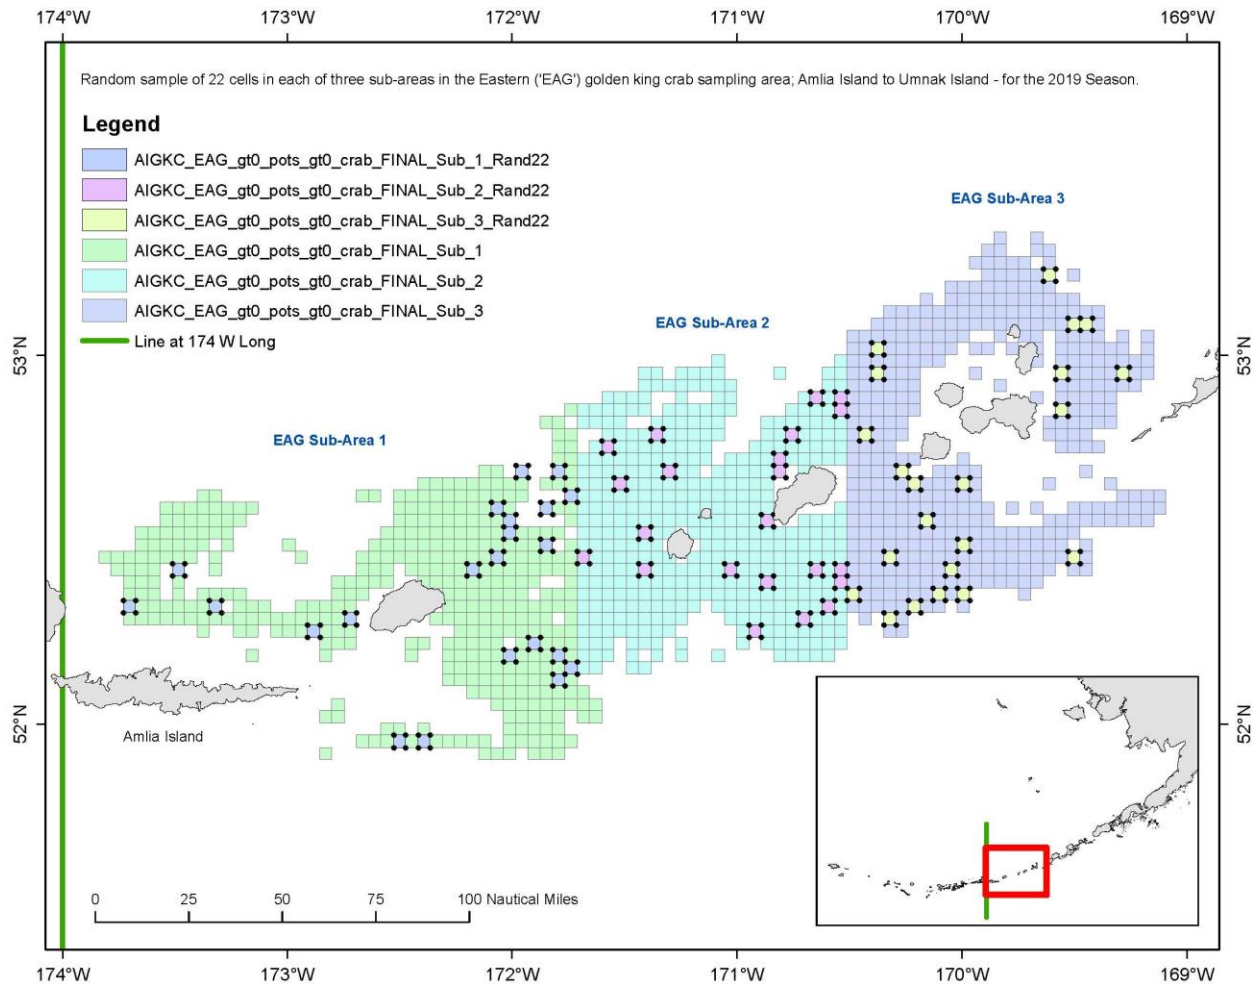 174°W 173°W 172°W 171°W 170°W 169°W
Random sample of 22 cells in each of three sub-areas in the Eastern ('EAG') golden king crab sampling area; Amlia Island to Umnak Island - for the 2019 Season.
Legend
AIGKC_EAG_gt0_pots_gt0_crab_FINAL_Sub_1_Rand22
AIGKC_EAG_gt0_pots_gt0_crab_FINAL_Sub_2_Rand22
AIGKC_EAG_gt0_pots_gt0_crab_FINAL_Sub_3_Rand22
AIGKC_EAG_gt0_pots_gt0_crab_FINAL_Sub_1
AIGKC_EAG_gt0_pots_gt0_crab_FINAL_Sub_2
AIGKC_EAG_gt0_pots_gt0_crab_FINAL_Sub_3
Line at 174 W Long
EAG Sub-Area 3
EAG Sub-Area 2
EAG Sub-Area 1
53°N
53°N
52°N
52°N
Amlia Island
0 25 50 75 100 Nautical Miles
174°W 173°W 172°W 171°W 170°W 169°W